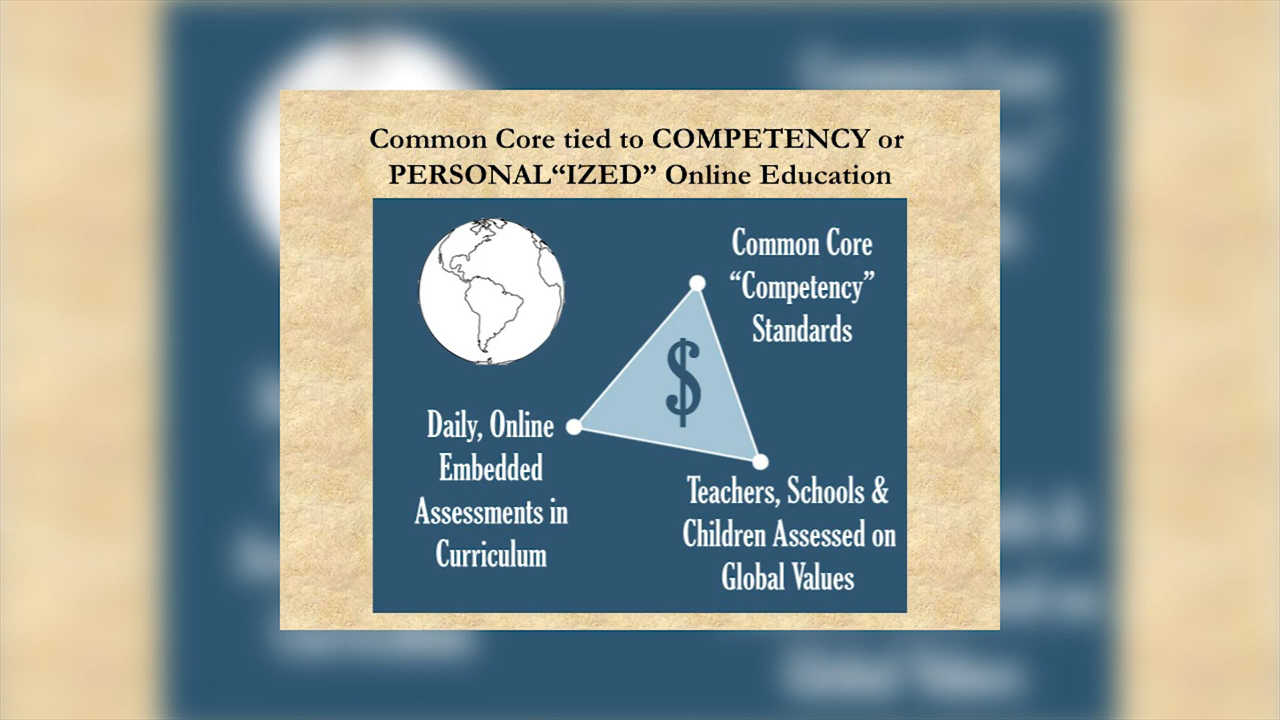 Common Core tied to COMPETENCY or
PERSONAL“IZED” Online Education
Common Core
“Competency”
Standards
$
Daily, Online
Embedded
Assessments in
Curriculum
Teachers, Schools &
Children Assessed on
Global Values